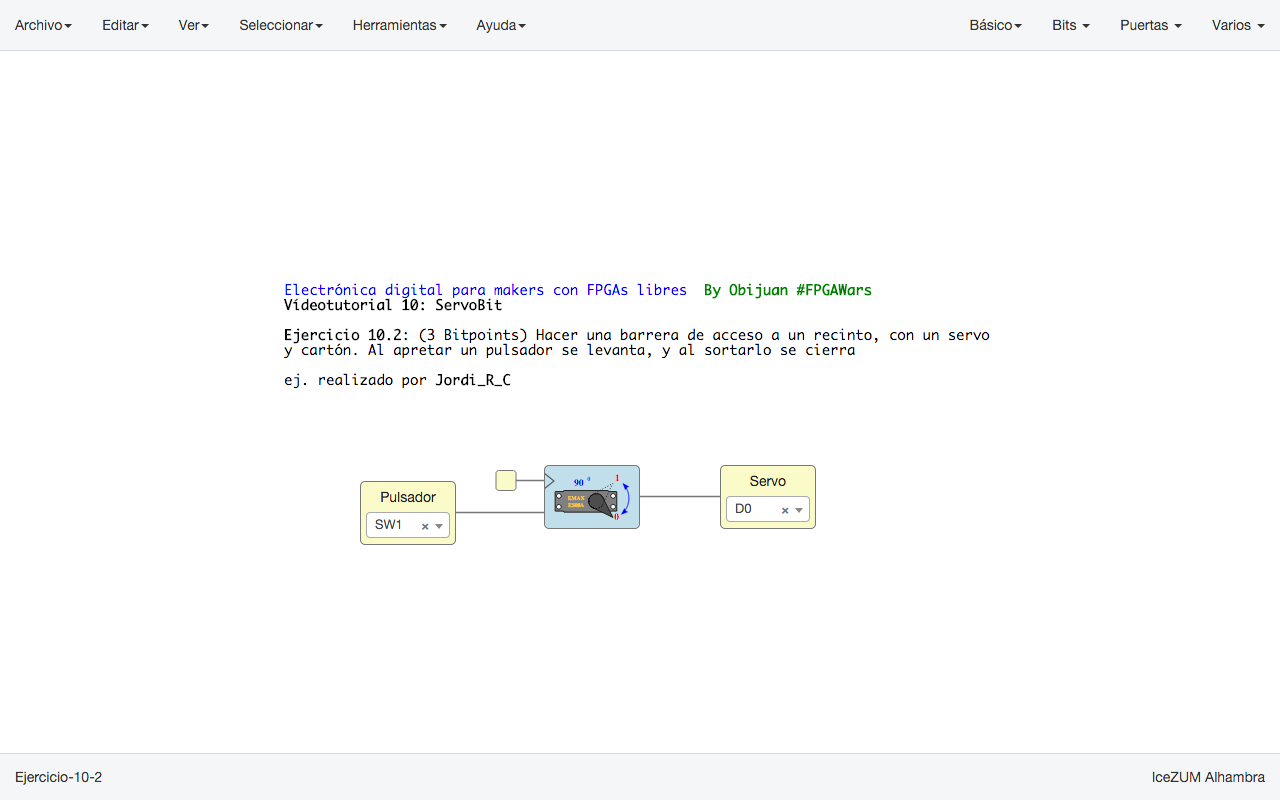 Archivo Editar Ver Seleccionar Herramientas Ayuda Básico Bits Puertas Varios
Electrónica digital para makers con FPGAs libres By Obijuan #FPGAWars
Vídeotutorial 10: ServoBit
Ejercicio 10.2: (3 Bitpoints) Hacer una barrera de acceso a un recinto, con un servo
y cartón. Al apretar un pulsador se levanta, y al sortarlo se cierra
ej. realizado por Jordi_R_C
Pulsador
SW1
90 º
1
EMAX
ES08A
0
Servo
D0
Ejercicio-10-2
IceZUM Alhambra